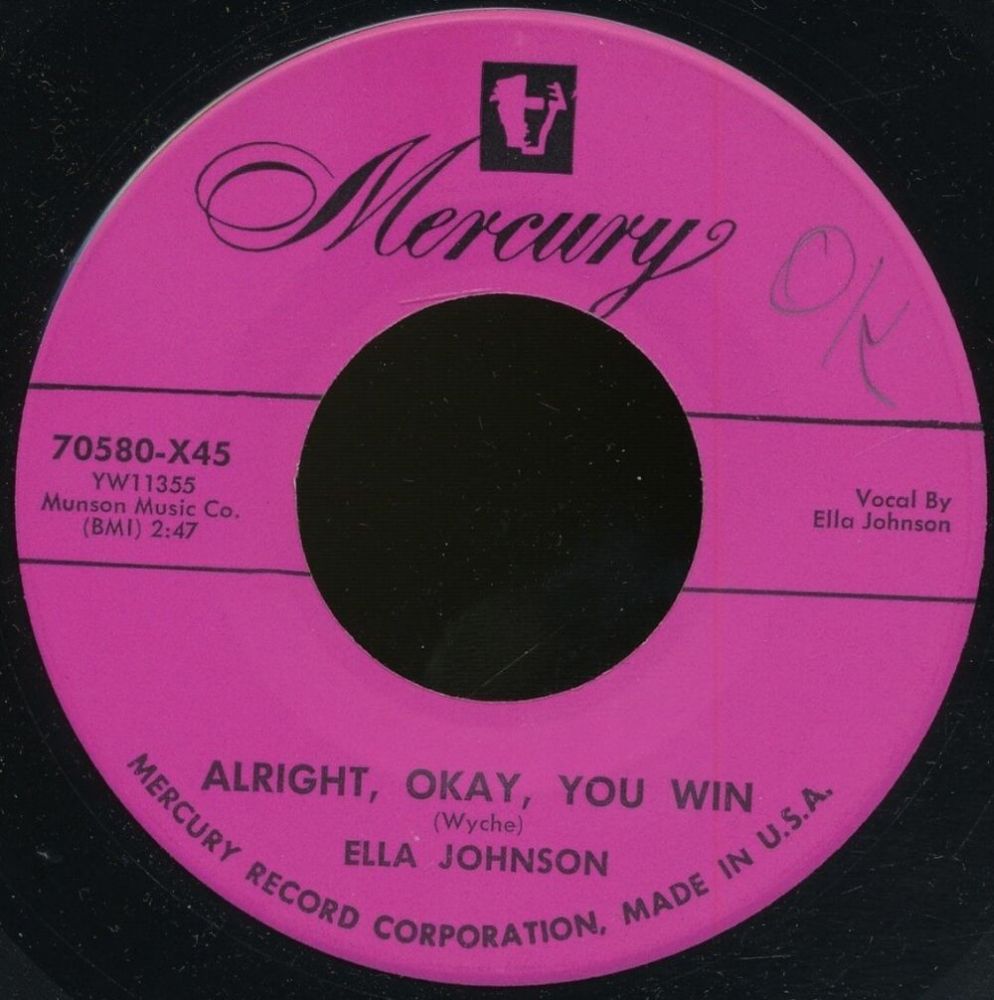 Mercury
OK
70580-X45
YW11355
Munson Music Co.
(BMI) 2:47
Vocal By
Ella Johnson
ALRIGHT, OKAY, YOU WIN
(Wyche)
ELLA JOHNSON
MERCURY RECORD CORPORATION, MADE IN U.S.A.